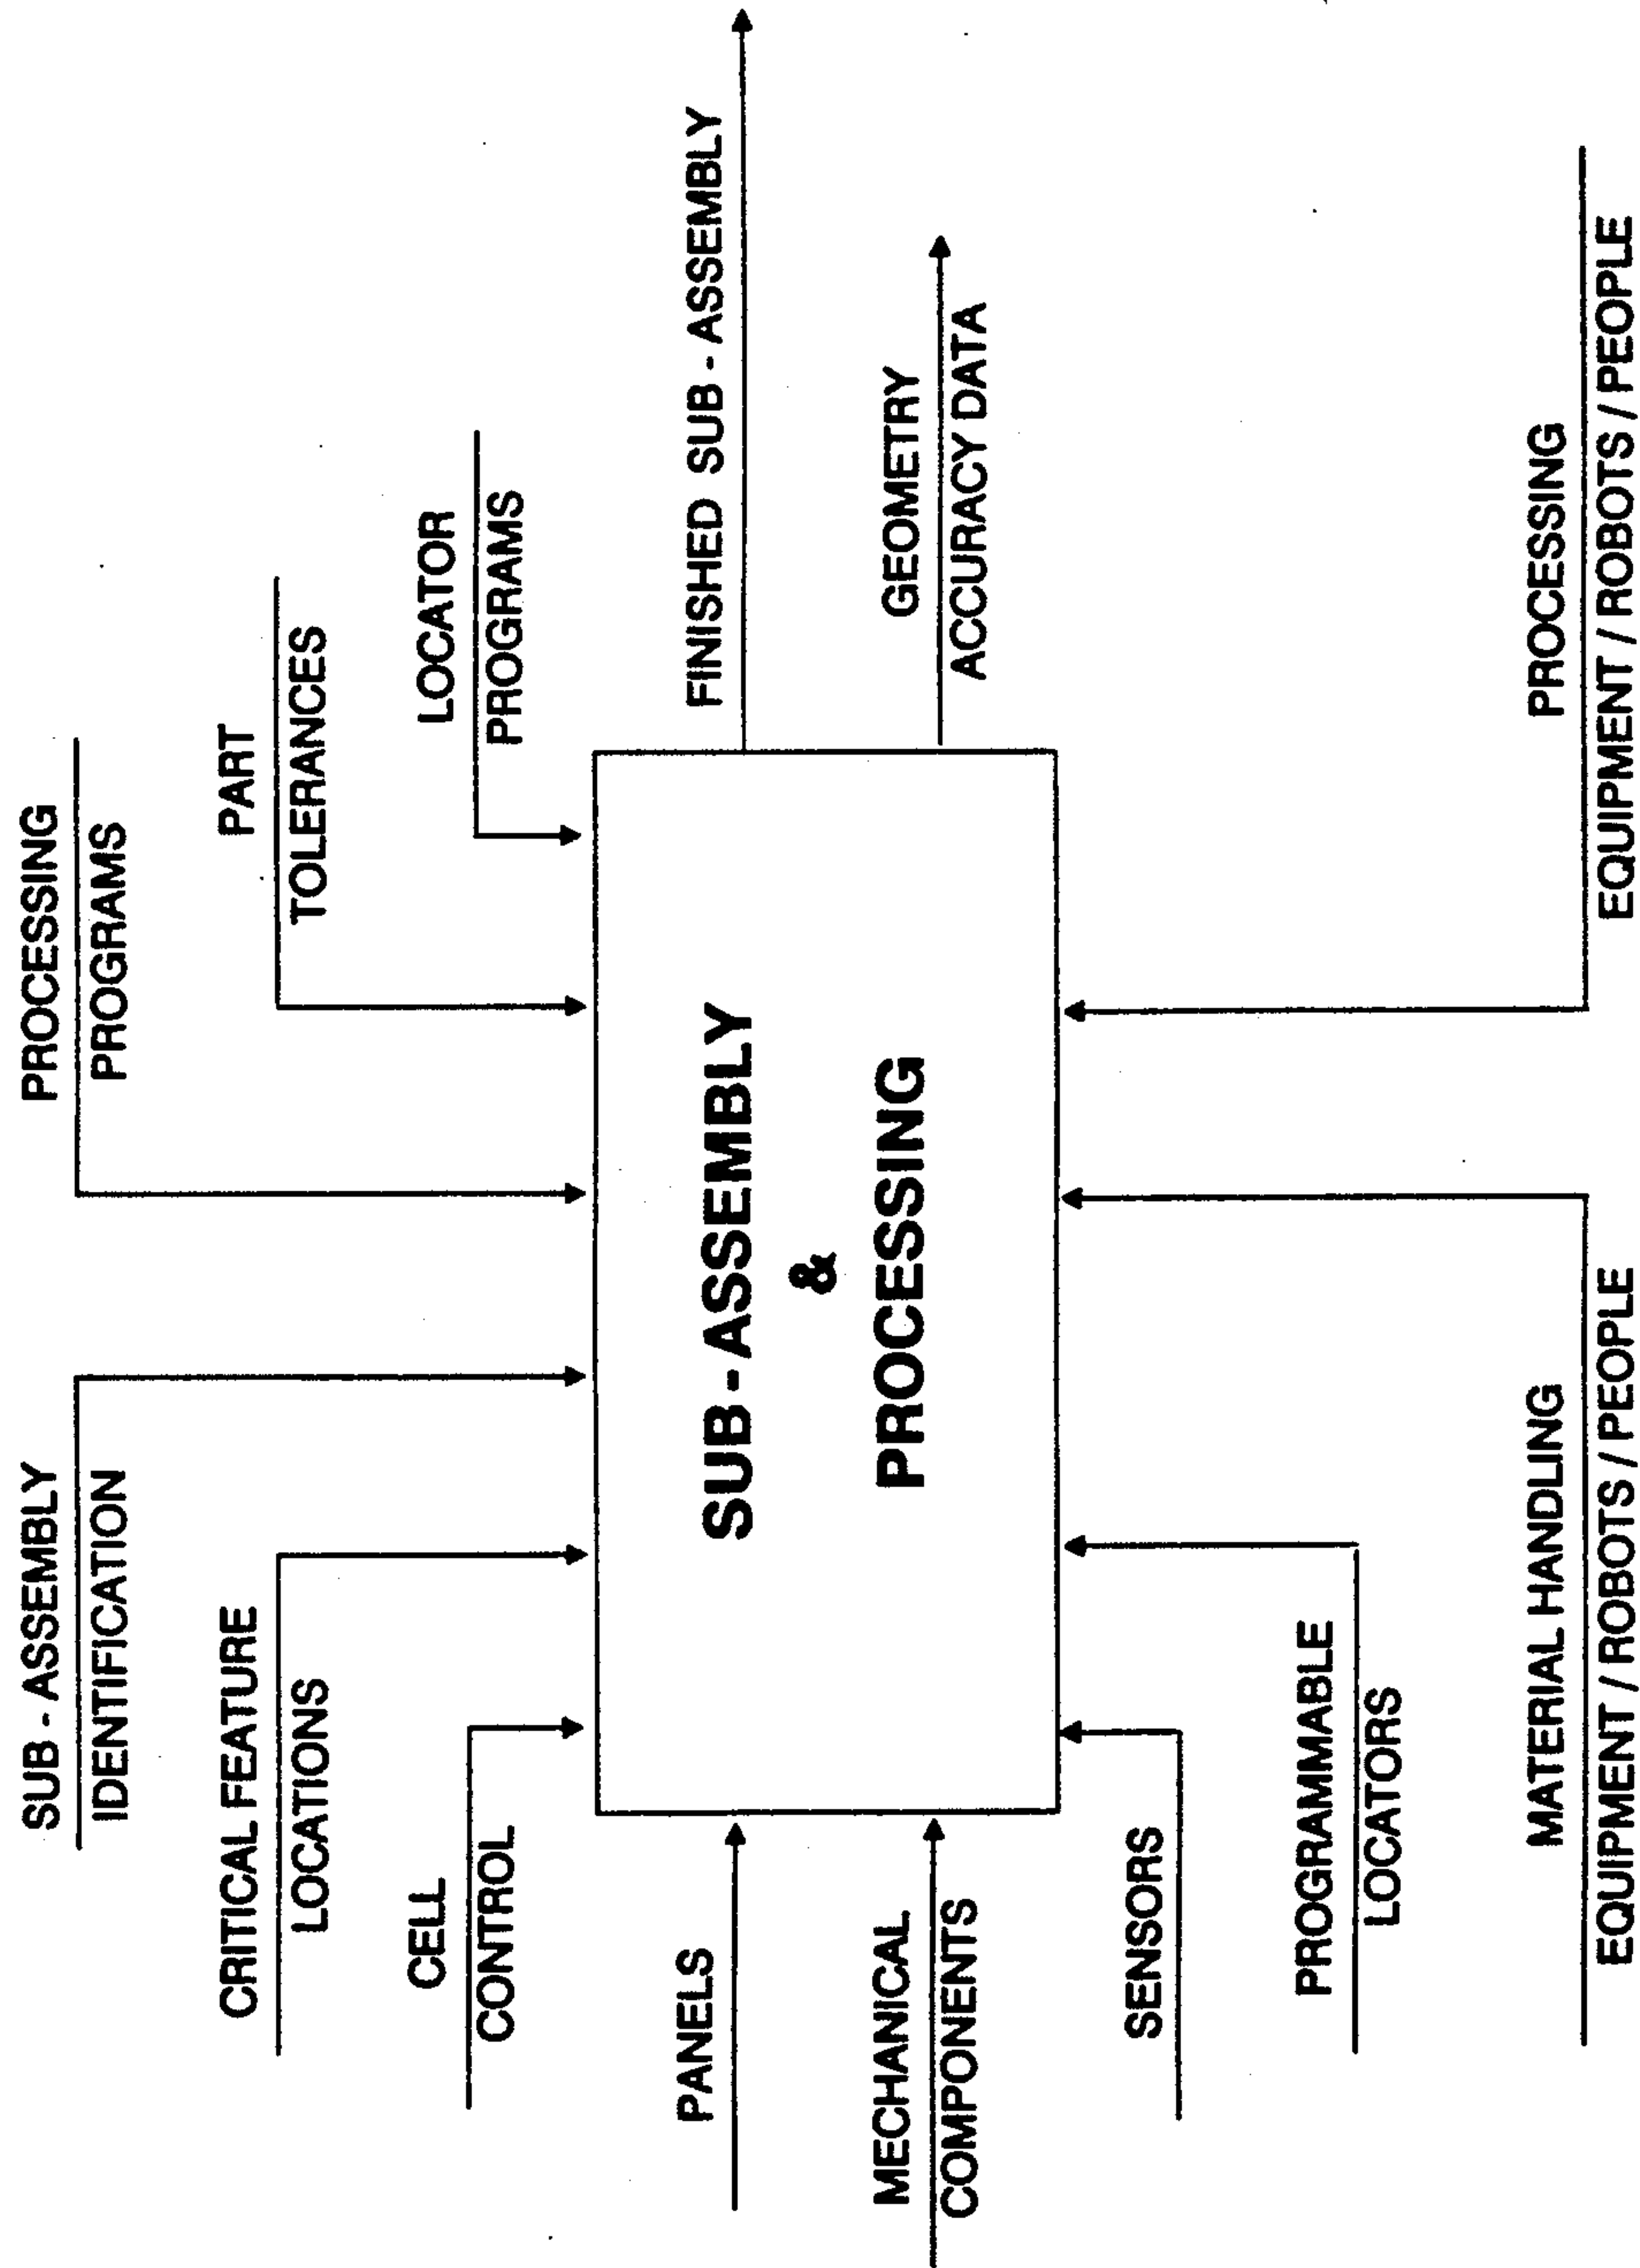 SUB - ASSEMBLY
IDENTIFICATION
PROCESSING
PROGRAMS
CRITICAL FEATURE
LOCATIONS
PART
TOLERANCES
CELL
CONTROL
LOCATOR
PROGRAMS
PANELS
MECHANICAL
COMPONENTS
SUB - ASSEMBLY
&
PROCESSING
FINISHED SUB - ASSEMBLY
GEOMETRY
ACCURACY DATA
SENSORS
PROGRAMMABLE
LOCATORS
MATERIAL HANDLING
EQUIPMENT / ROBOTS / PEOPLE
PROCESSING
EQUIPMENT / ROBOTS / PEOPLE